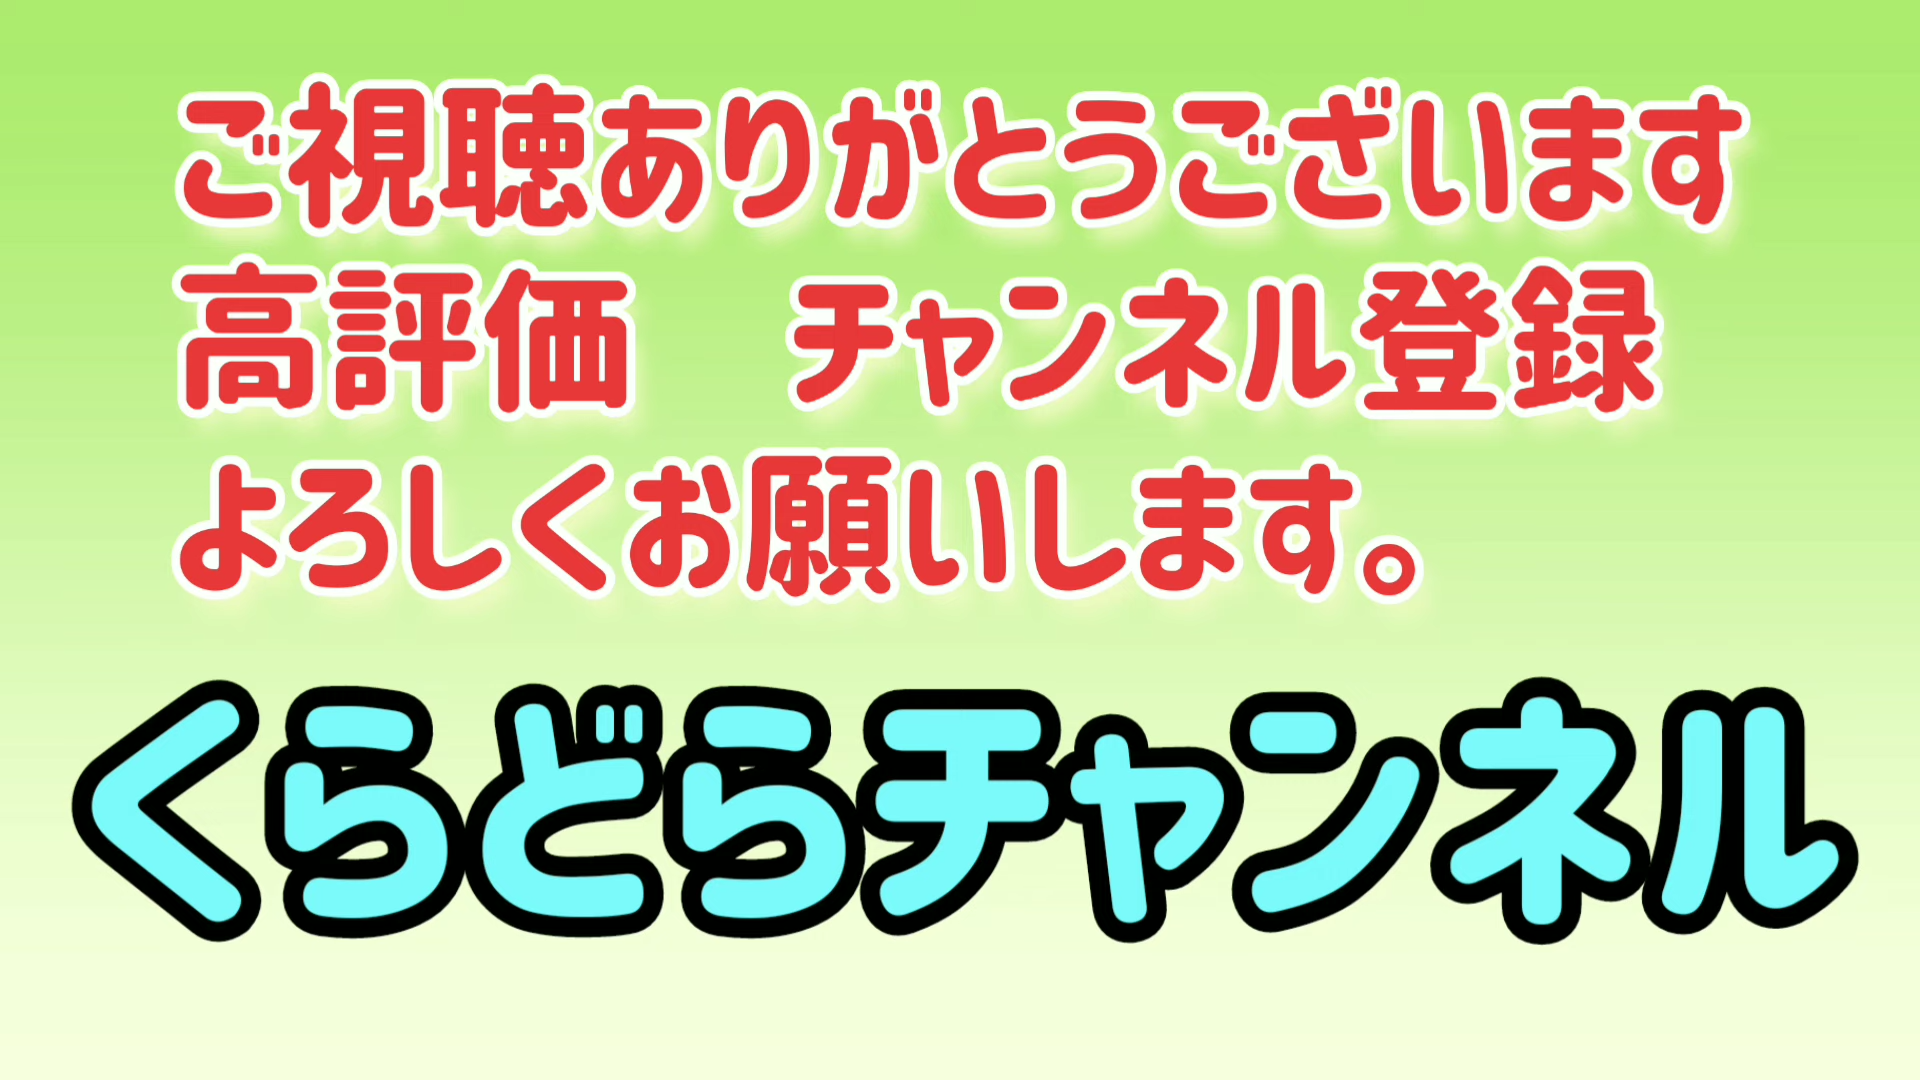 ご視聴ありがとうございます
高評価　チャンネル登録
よろしくお願いします。
くらどらチャンネル